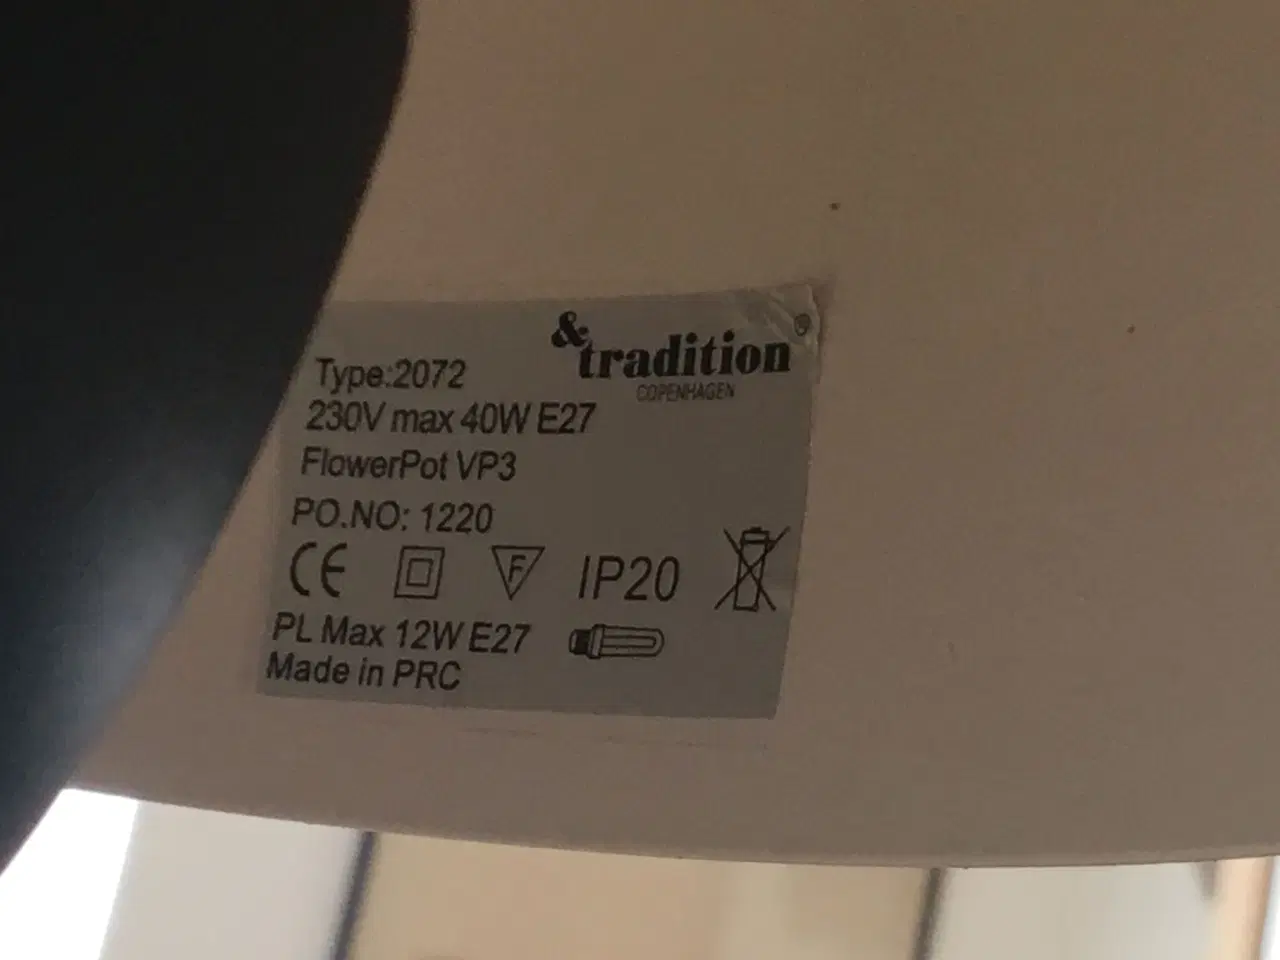 &tradition®
COPENHAGEN
Type:2072
230V max 40W E27
FlowerPot VP3
PO.NO: 1220
CE F IP20
PL Max 12W E27
Made in PRC